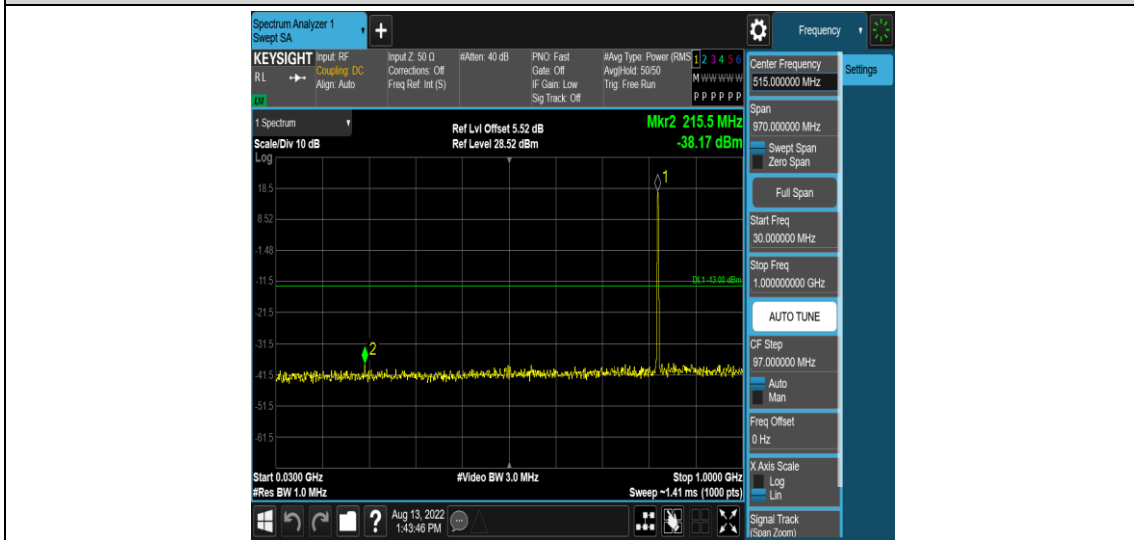 Spectrum Analyzer 1
Swept SA
+
Frequency
KEYSIGHT
RL
Input: RF
Coupling: DC
Align: Auto
Input Z: 50 Ω
Corrections: Off
Freq Ref: Int (S)
#Atten: 40 dB
PNO: Fast
Gate: Off
IF Gain: Low
Sig Track: Off
#Avg Type: Power (RMS
Avg|Hold: 50/50
Trig: Free Run
1 2 3 4 5 6
M W W W W W
P P P P P P
1 Spectrum
Scale/Div 10 dB
Ref Lvl Offset 5.52 dB
Ref Level 28.52 dBm
Mkr2 215.5 MHz
-38.17 dBm
Log
18.5
8.52
-1.48
-11.5
-21.5
-31.5
-41.5
-51.5
-61.5
1
DL1 -13.00 dBm
2
Start 0.0300 GHz
#Res BW 1.0 MHz
#Video BW 3.0 MHz
Stop 1.0000 GHz
Sweep ~1.41 ms (1000 pts)
Center Frequency
515.000000 MHz
Settings
Span
970.000000 MHz
Swept Span
Zero Span
Full Span
Start Freq
30.000000 MHz
Stop Freq
1.000000000 GHz
AUTO TUNE
CF Step
97.000000 MHz
Auto
Man
Freq Offset
0 Hz
X Axis Scale
Log
Lin
Signal Track
(Span Zoom)
?
Aug 13, 2022
1:43:46 PM